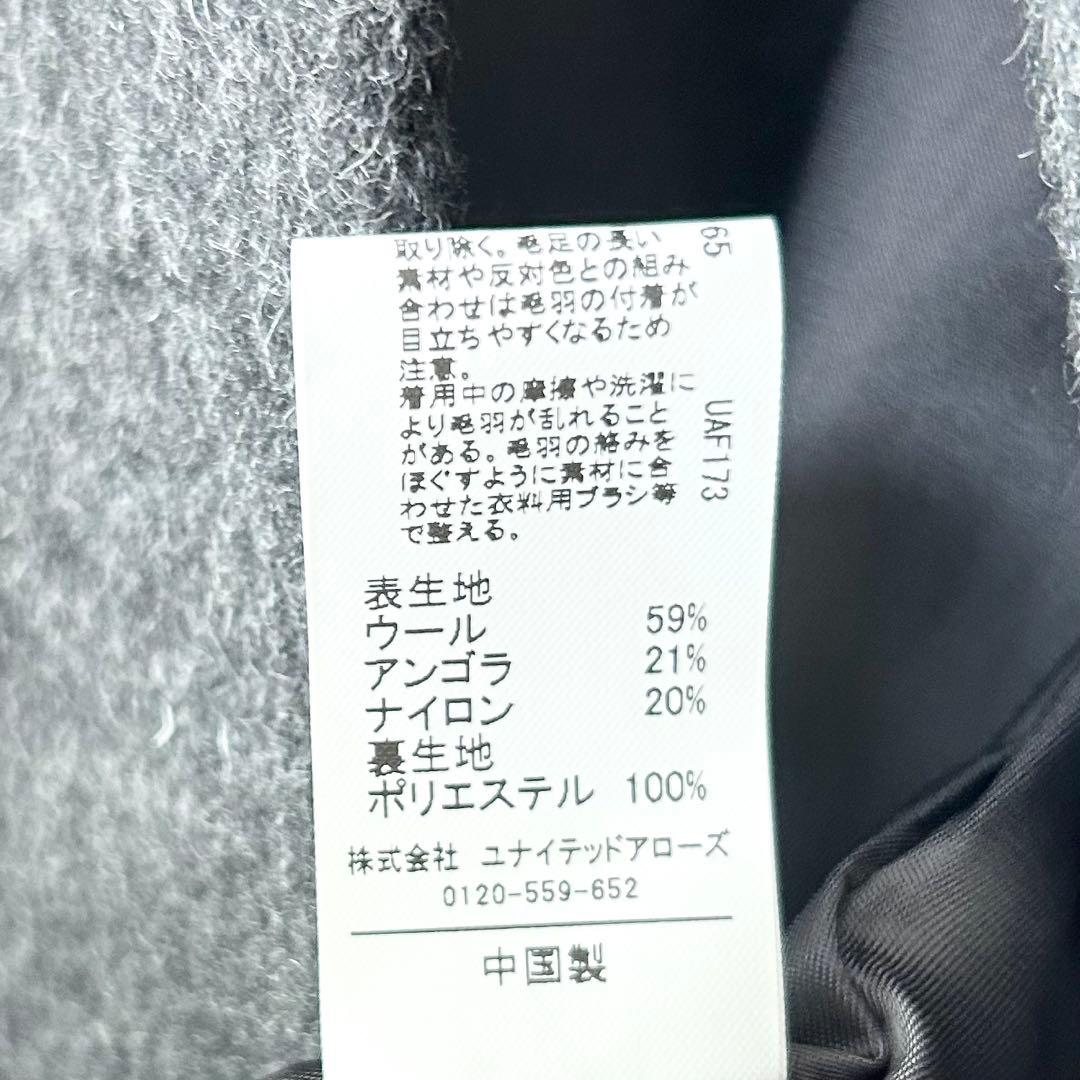 取り除く。毛足の長い
素材や反対色との組み
合わせは毛羽の付着が
目立ちやすくなるため
注意。
着用中の摩擦や洗濯に
より毛羽が乱れること
がある。毛羽の絡みを
ほぐすように素材に合
わせた衣料用ブラシ等
で整える。
65
UAF173
表生地
ウール 59%
アンゴラ 21%
ナイロン 20%
裏生地
ポリエステル 100%
株式会社 ユナイテッドアローズ
0120-559-652
中国製